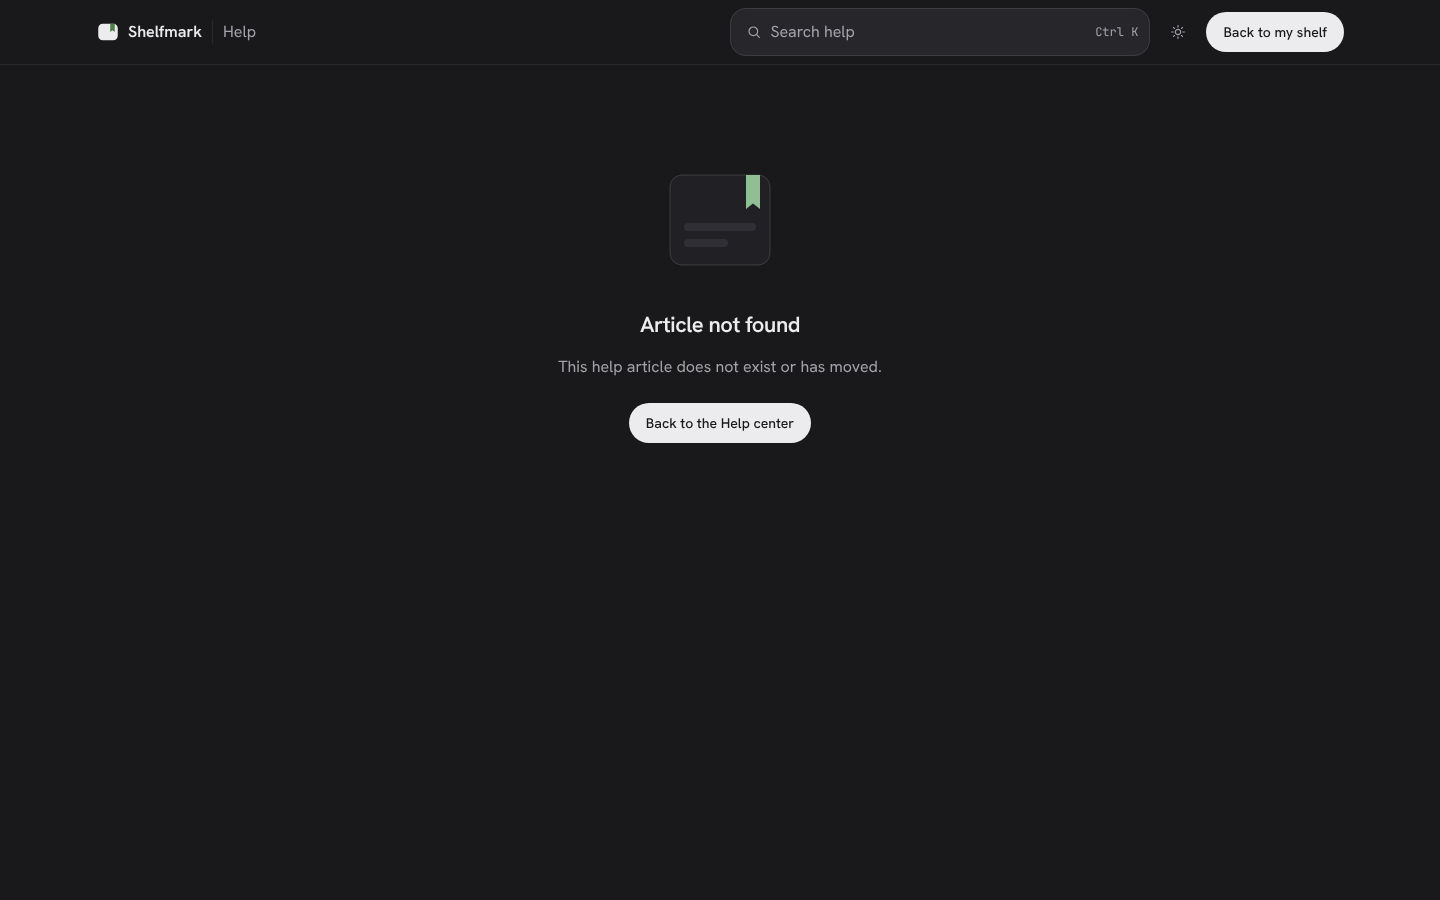 Shelfmark
Help
Search help
Ctrl K
Back to my shelf
Article not found
This help article does not exist or has moved.
Back to the Help center